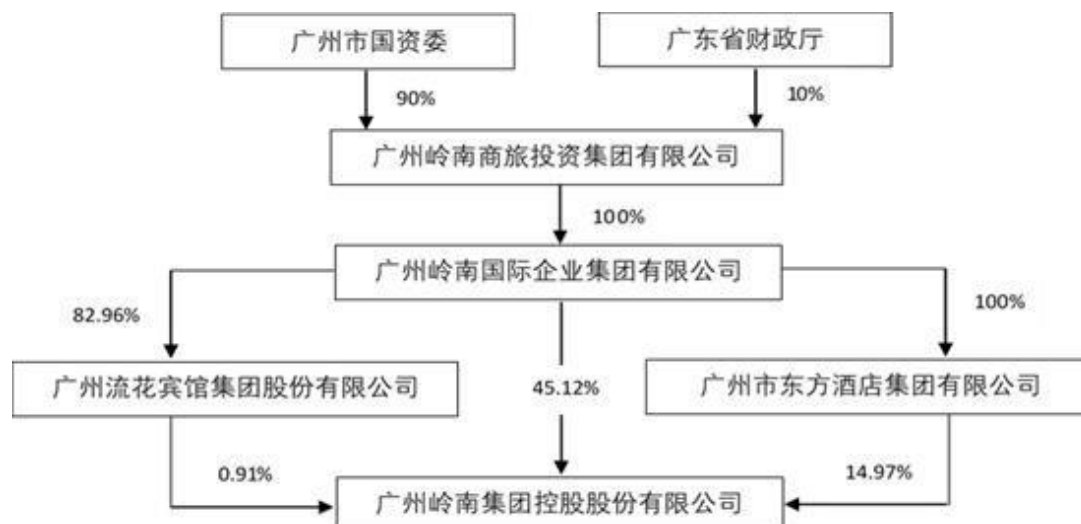 广州市国资委
广东省财政厅
90%
10%
广州岭南商旅投资集团有限公司
100%
广州岭南国际企业集团有限公司
82.96%
100%
广州流花宾馆集团股份有限公司
45.12%
广州市东方酒店集团有限公司
0.91%
14.97%
广州岭南集团控股股份有限公司